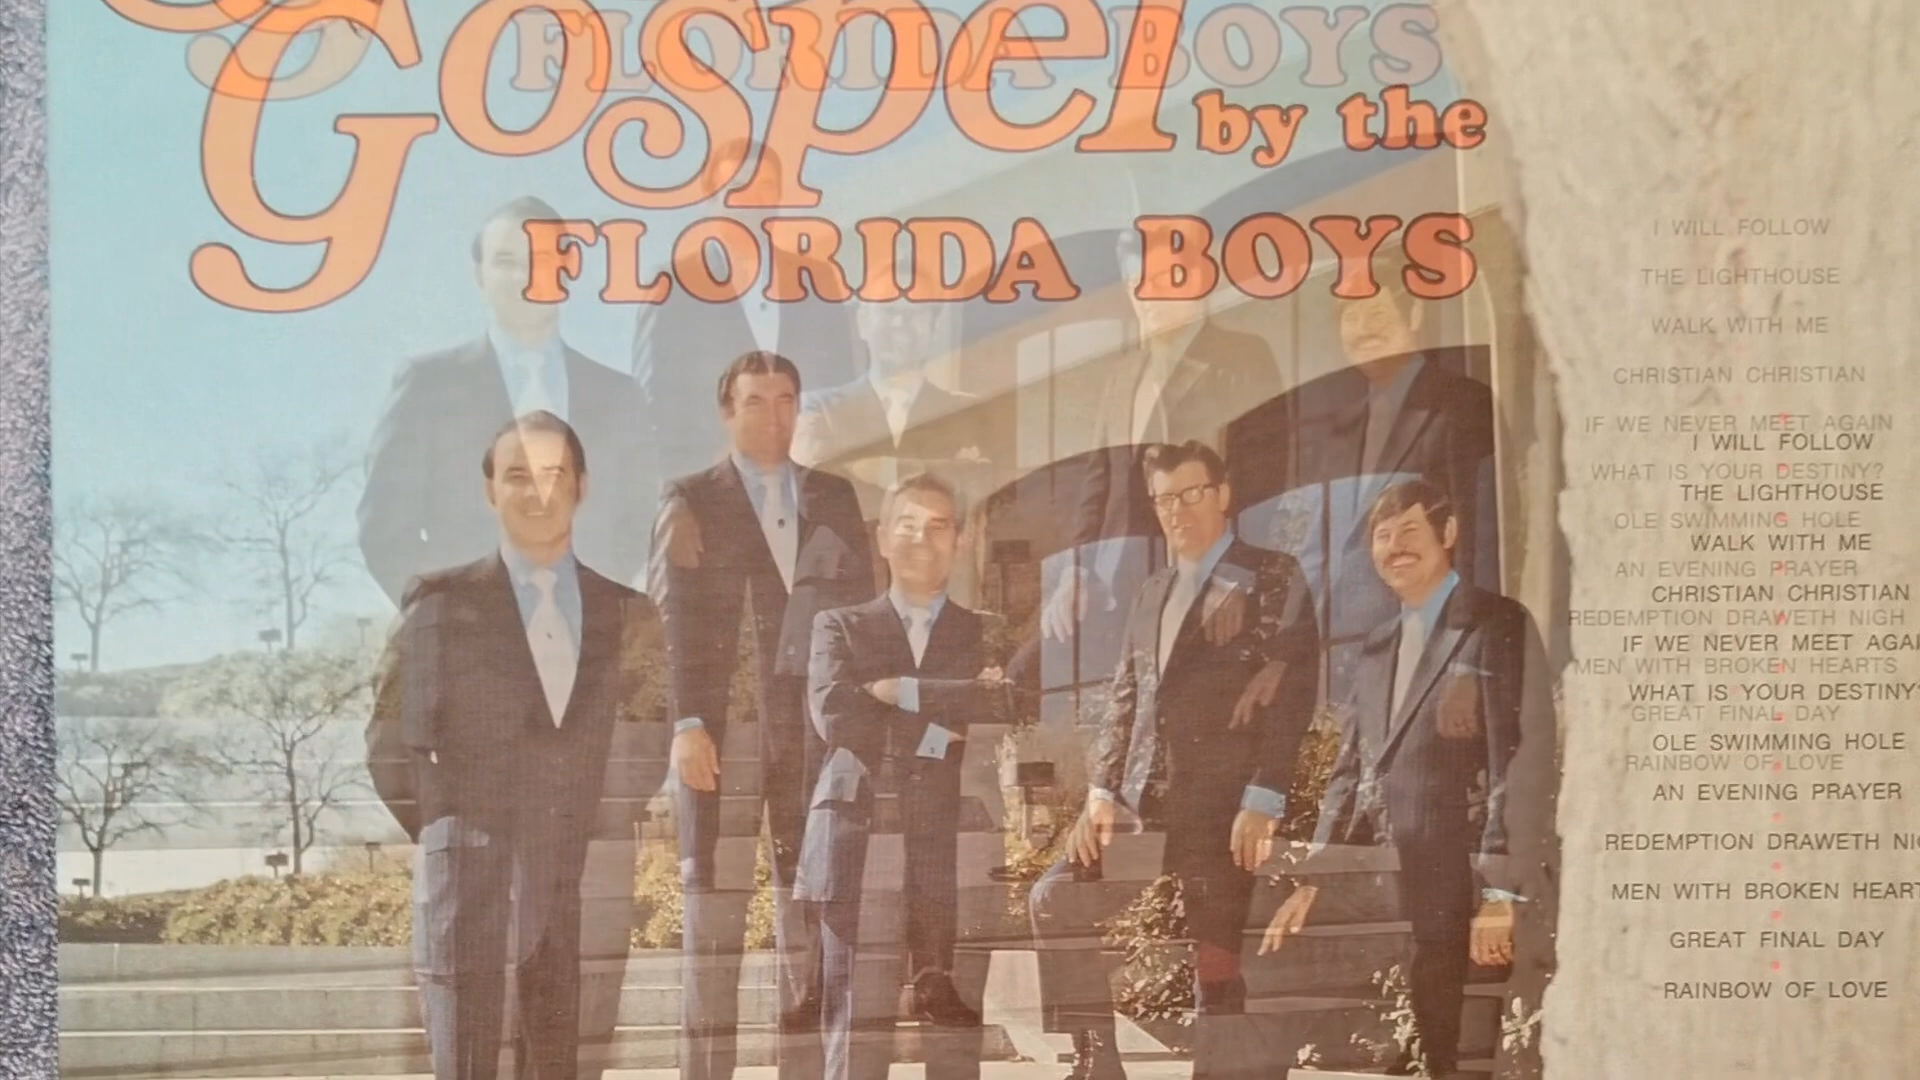 FLORIDA BOYS
Gospel by the
FLORIDA BOYS
I WILL FOLLOW
THE LIGHTHOUSE
WALK WITH ME
CHRISTIAN CHRISTIAN
IF WE NEVER MEET AGAIN
I WILL FOLLOW
WHAT IS YOUR DESTINY?
THE LIGHTHOUSE
OLE SWIMMING HOLE
WALK WITH ME
AN EVENING PRAYER
CHRISTIAN CHRISTIAN
REDEMPTION DRAWETH NIGH
IF WE NEVER MEET AGAI
MEN WITH BROKEN HEARTS
WHAT IS YOUR DESTINY?
GREAT FINAL DAY
OLE SWIMMING HOLE
RAINBOW OF LOVE
AN EVENING PRAYER
REDEMPTION DRAWETH NIG
MEN WITH BROKEN HEART
GREAT FINAL DAY
RAINBOW OF LOVE